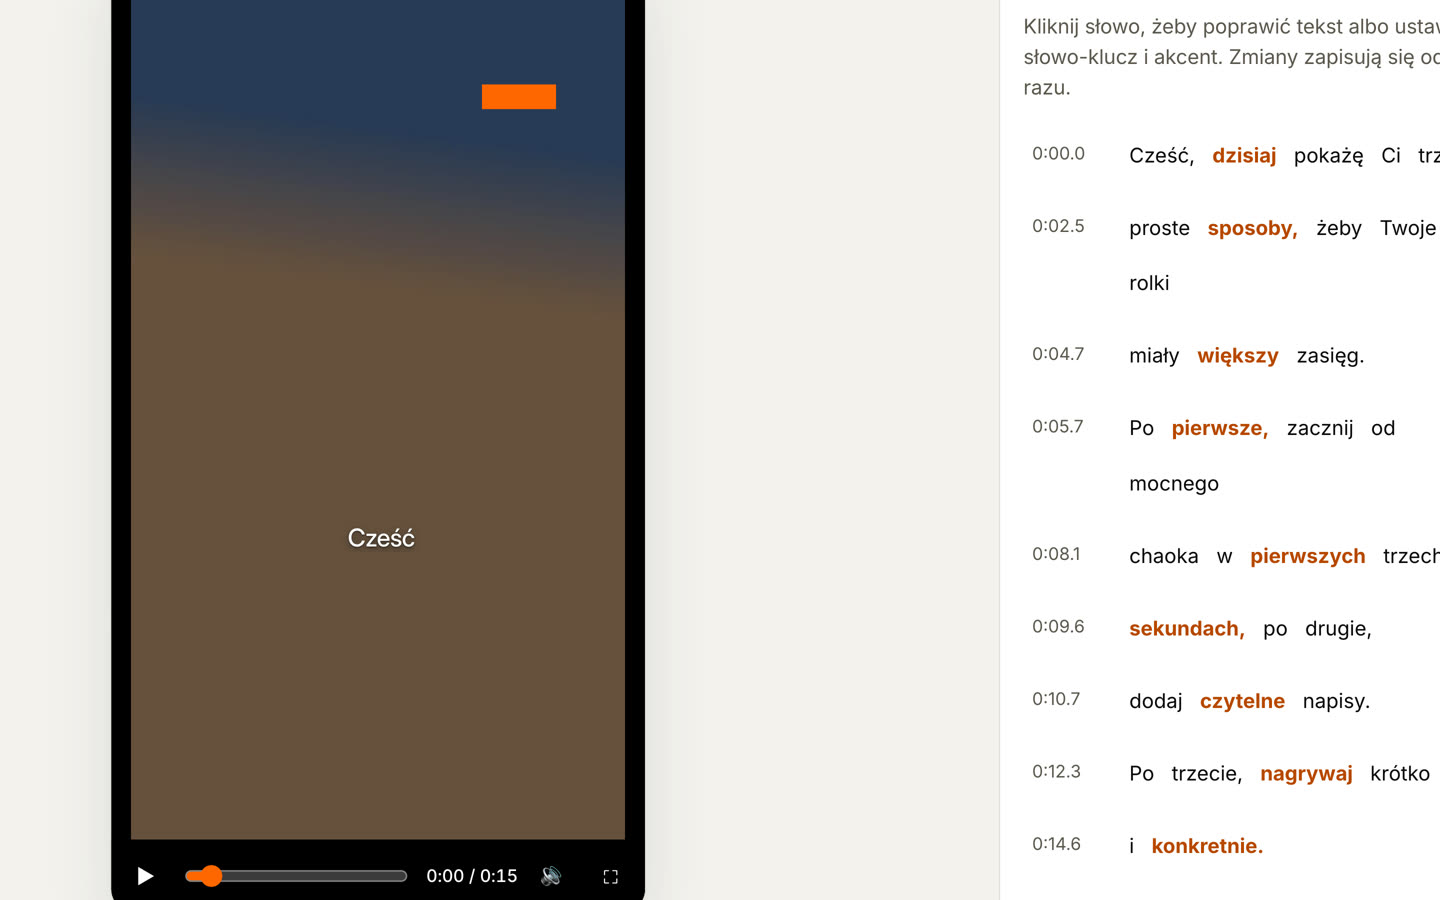 Kliknij słowo, żeby poprawić tekst albo
słowo-klucz i akcent. Zmiany zapisują się
razu.
0:00.0 Cześć, dzisiaj pokażę Ci
0:02.5 proste sposoby, żeby Twoje
rolki
0:04.7 miały większy zasięg.
0:05.7 Po pierwsze, zacznij od
mocnego
Cześć
0:08.1 chaoka w pierwszych trzech
0:09.6 sekundach, po drugie,
0:10.7 dodaj czytelne napisy.
0:12.3 Po trzecie, nagrywaj krótko
0:14.6 i konkretnie.
0:00 / 0:15